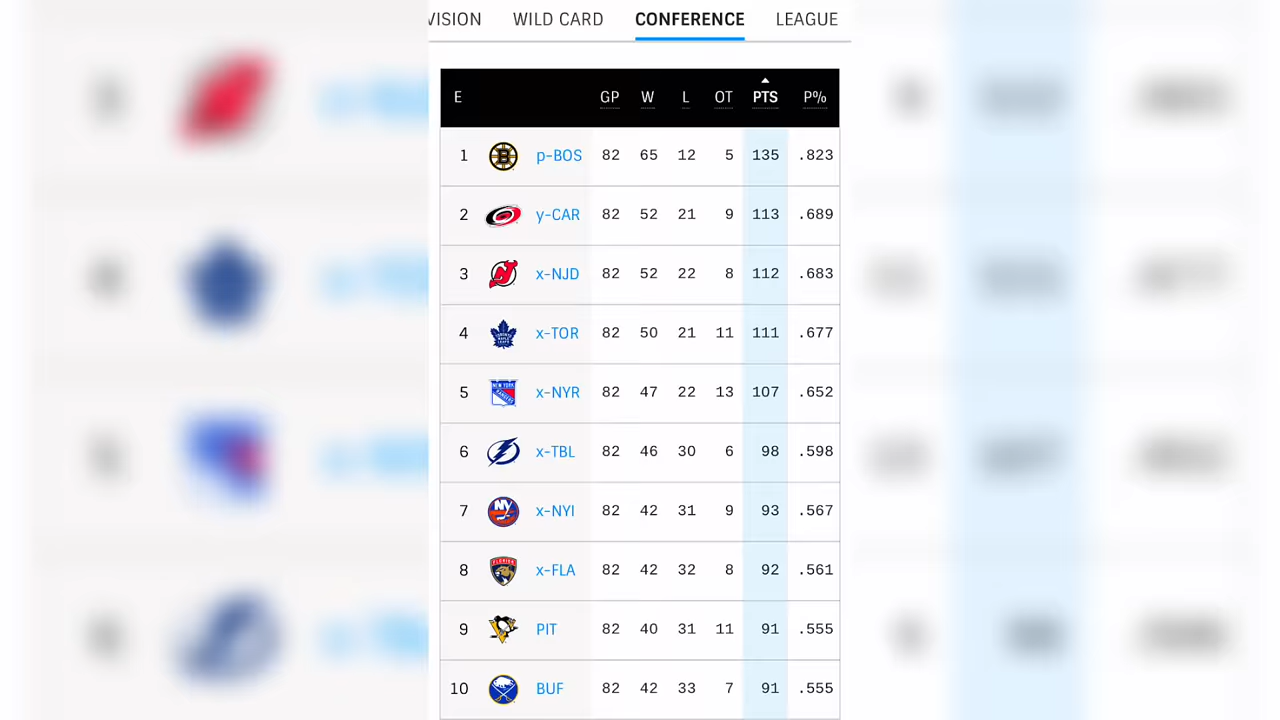 VISION WILD CARD CONFERENCE LEAGUE
E GP W L OT PTS P%
1 p-BOS 82 65 12 5 135 .823
2 y-CAR 82 52 21 9 113 .689
3 x-NJD 82 52 22 8 112 .683
4 x-TOR 82 50 21 11 111 .677
5 x-NYR 82 47 22 13 107 .652
6 x-TBL 82 46 30 6 98 .598
7 x-NYI 82 42 31 9 93 .567
8 x-FLA 82 42 32 8 92 .561
9 PIT 82 40 31 11 91 .555
10 BUF 82 42 33 7 91 .555